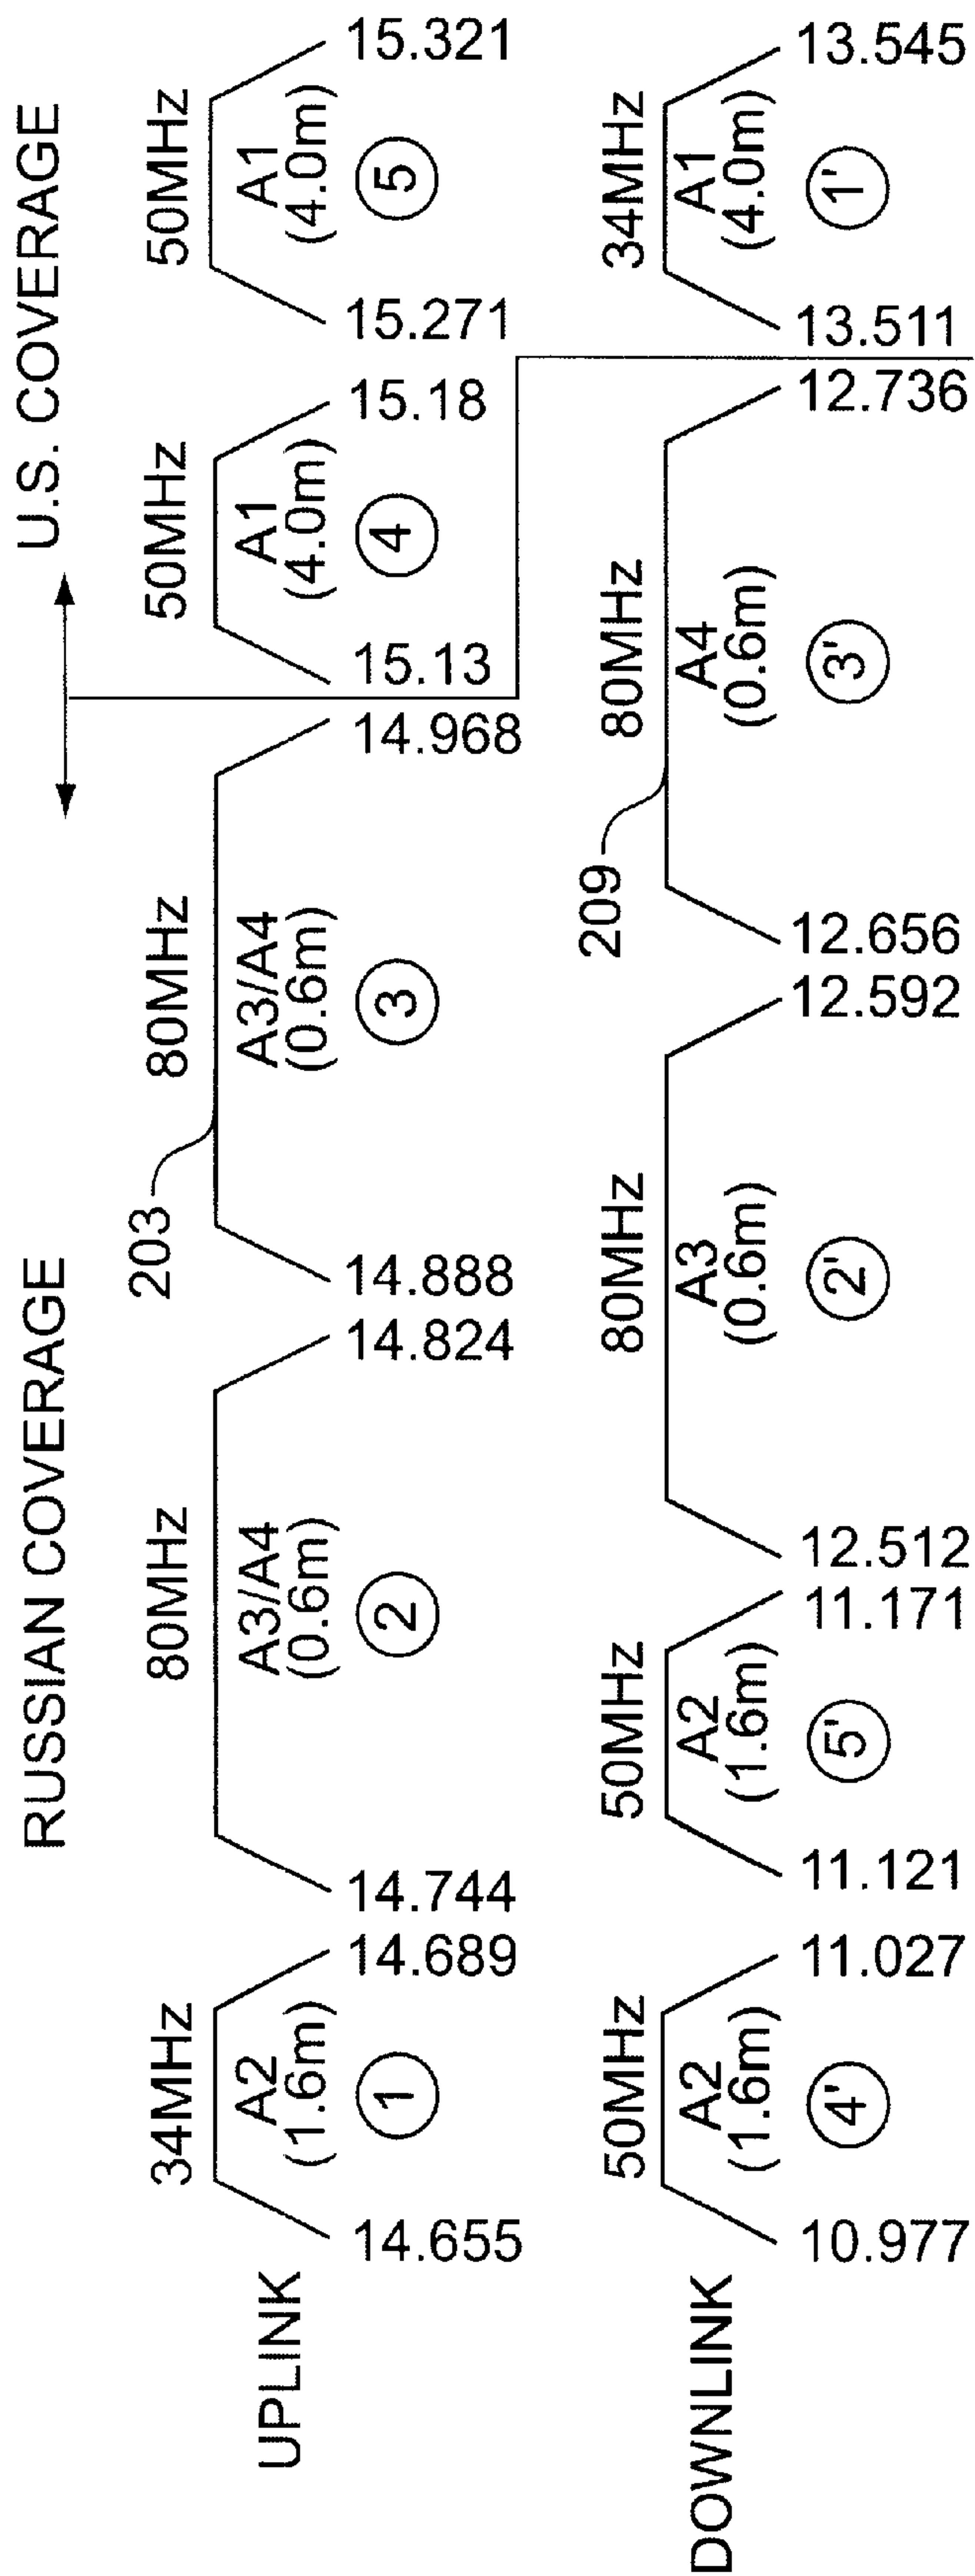 RUSSIAN COVERAGE
U.S. COVERAGE
UPLINK
34MHz
A2
(1.6m)
1
14.655
14.689
80MHz
A3/A4
(0.6m)
2
14.744
14.824
203
80MHz
A3/A4
(0.6m)
3
14.888
14.968
50MHz
A1
(4.0m)
4
15.13
15.18
50MHz
A1
(4.0m)
5
15.271
15.321
DOWNLINK
50MHz
A2
(1.6m)
4'
10.977
11.027
50MHz
A2
(1.6m)
5'
11.121
11.171
80MHz
A3
(0.6m)
2'
12.512
12.592
209
80MHz
A4
(0.6m)
3'
12.656
12.736
34MHz
A1
(4.0m)
1'
13.511
13.545